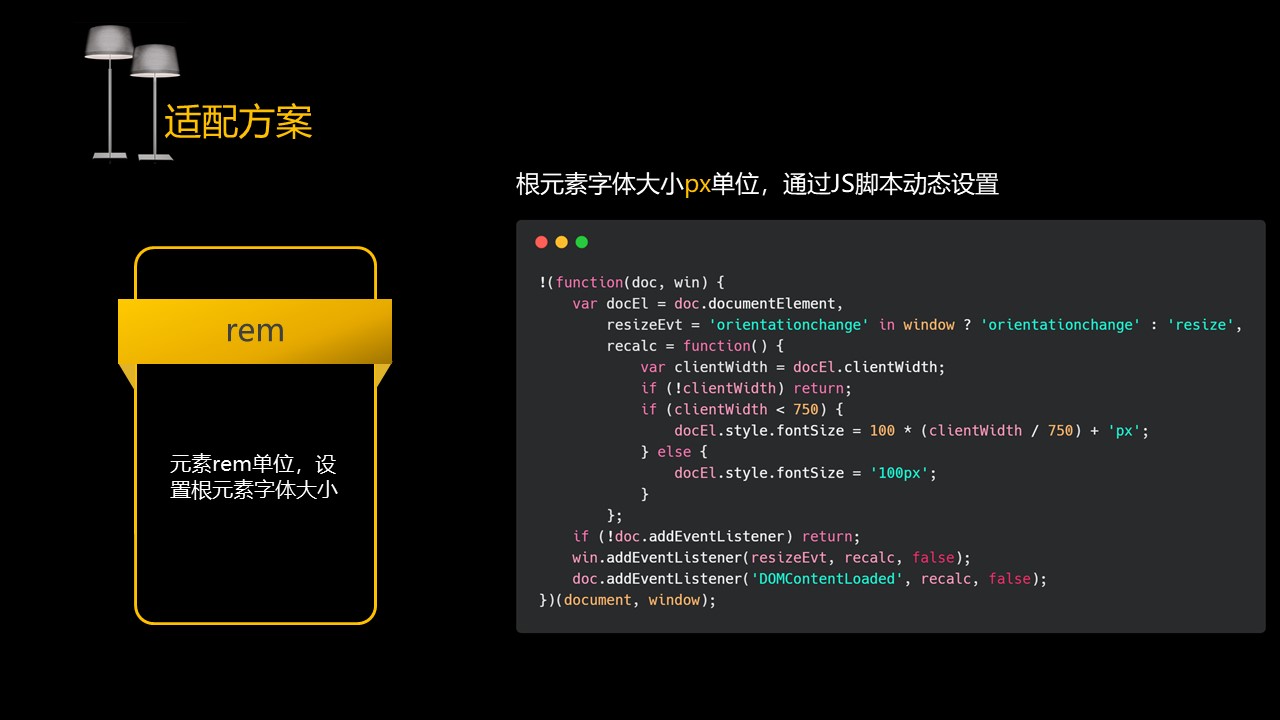 适配方案
根元素字体大小px单位，通过JS脚本动态设置
rem
元素rem单位，设
置根元素字体大小
!(function(doc, win) {
    var docEl = doc.documentElement,
        resizeEvt = 'orientationchange' in window ? 'orientationchange' : 'resize',
        recalc = function() {
            var clientWidth = docEl.clientWidth;
            if (!clientWidth) return;
            if (clientWidth < 750) {
                docEl.style.fontSize = 100 * (clientWidth / 750) + 'px';
            } else {
                docEl.style.fontSize = '100px';
            }
        };
    if (!doc.addEventListener) return;
    win.addEventListener(resizeEvt, recalc, false);
    doc.addEventListener('DOMContentLoaded', recalc, false);
})(document, window);